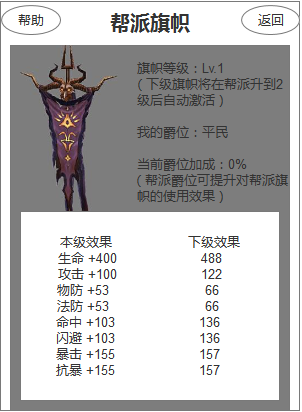 帮助 帮派旗帜 返回
旗帜等级：Lv.1
（下级旗帜将在帮派升到2
级后自动激活）
我的爵位：平民
当前爵位加成：0%
（帮派爵位可提升对帮派旗
帜的使用效果）
本级效果 下级效果
生命 +400 488
攻击 +100 122
物防 +53 66
法防 +53 66
命中 +103 136
闪避 +103 136
暴击 +155 157
抗暴 +155 157